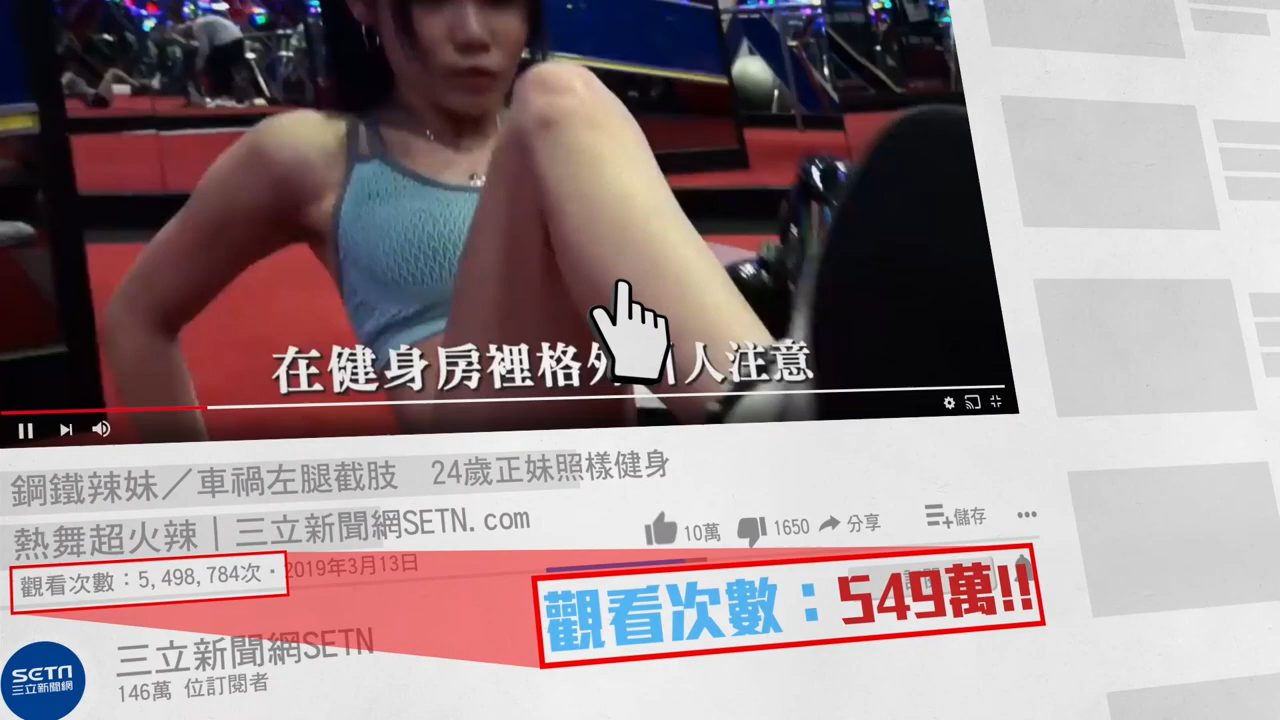 在健身房裡格外 人注意
鋼鐵辣妹／車禍左腿截肢 24歲正妹照樣健身
熱舞超火辣｜三立新聞網SETN.com
10萬 1650 分享 儲存
觀看次數：5,498,784次・2019年3月13日
觀看次數：549萬!!
三立新聞網SETN
146萬 位訂閱者
SETN
三立新聞網